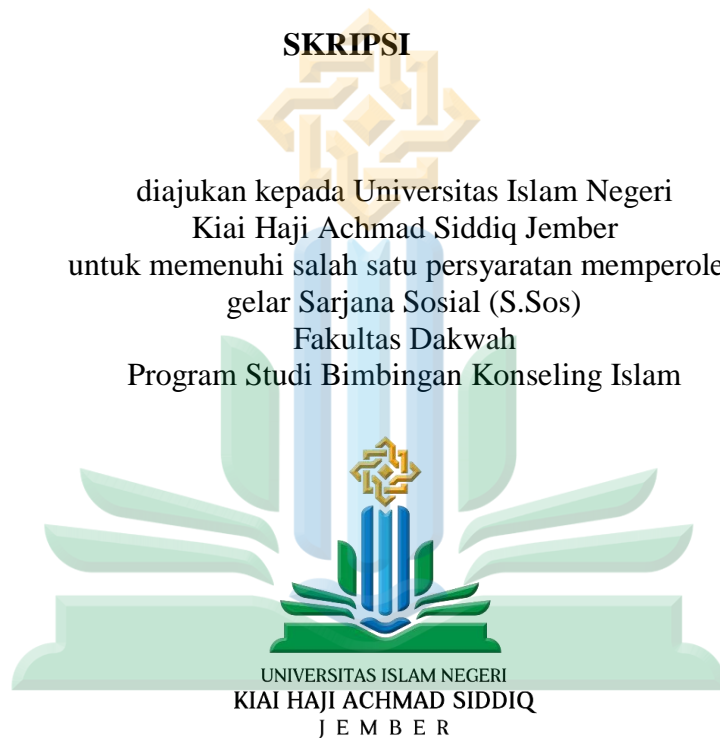 SKRIPSI
diajukan kepada Universitas Islam Negeri
Kiai Haji Achmad Siddiq Jember
untuk memenuhi salah satu persyaratan memperole
gelar Sarjana Sosial (S.Sos)
Fakultas Dakwah
Program Studi Bimbingan Konseling Islam
UNIVERSITAS ISLAM NEGERI
KIAI HAJI ACHMAD SIDDIQ
J E M B E R